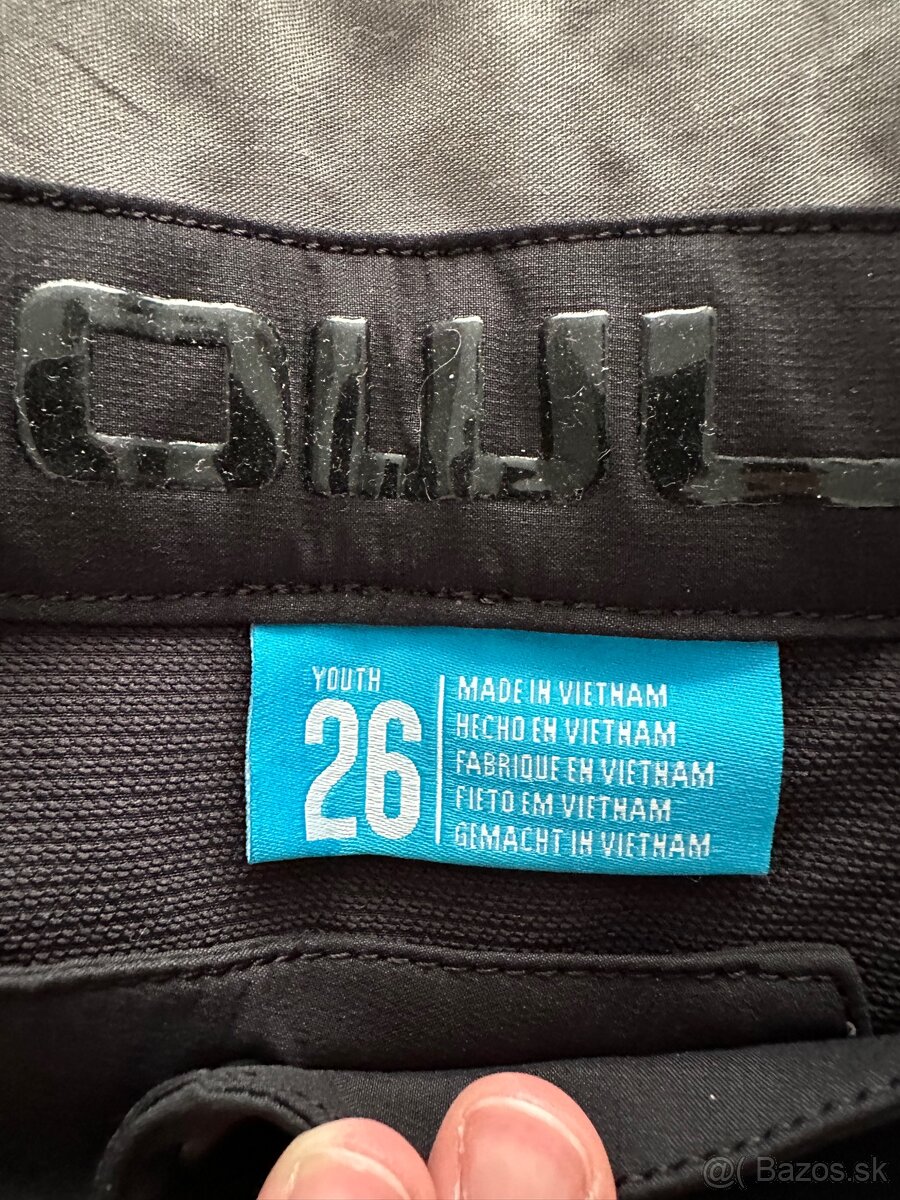 OWL
YOUTH
26
MADE IN VIETNAM
HECHO EN VIETNAM
FABRIQUE EN VIETNAM
FIETO EM VIETNAM
GEMACHT IN VIETNAM
@( Bazos.sk